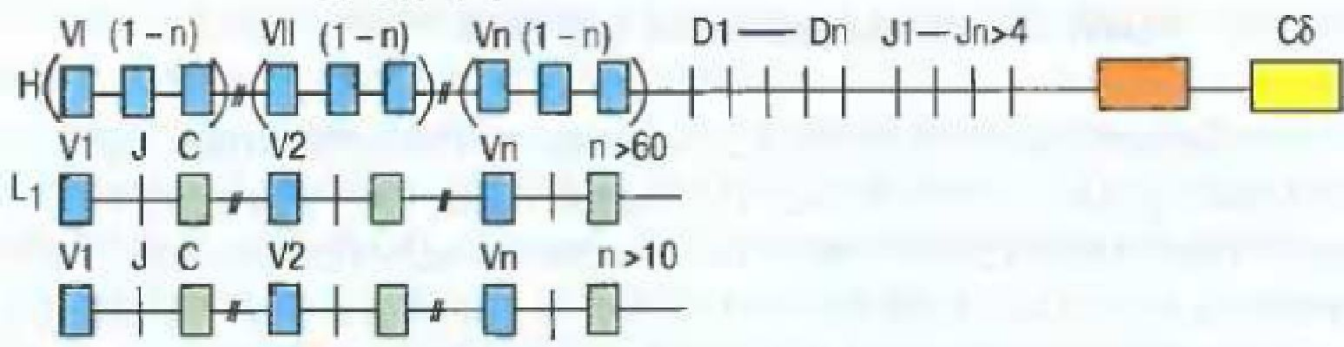 VI (1-n) VII (1-n) Vn (1-n) D1 — Dn J1—Jn>4 Cδ
H
V1 J C V2 Vn n >60
L1
V1 J C V2 Vn n >10